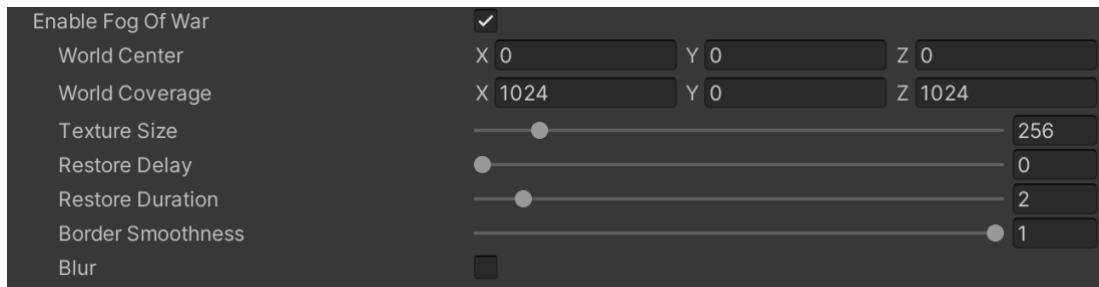 Enable Fog Of War
World Center X 0 Y 0 Z 0
World Coverage X 1024 Y 0 Z 1024
Texture Size 256
Restore Delay 0
Restore Duration 2
Border Smoothness 1
Blur